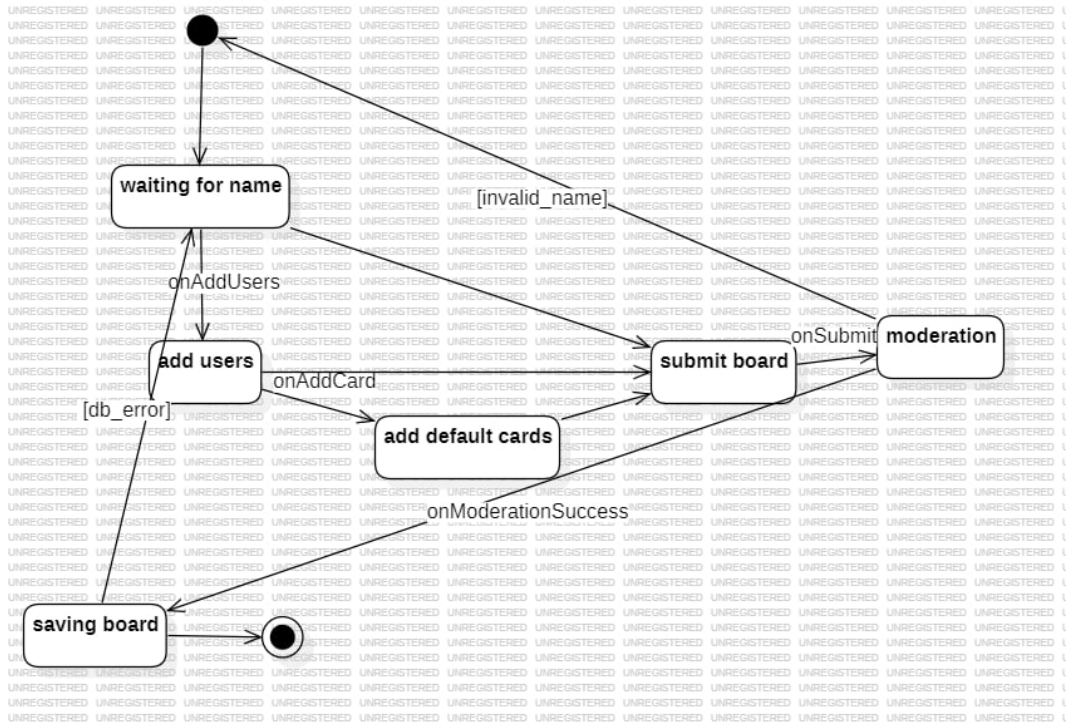 waiting for name
[invalid_name]
onAddUsers
onSubmit
moderation
add users
submit board
onAddCard
[db_error]
add default cards
onModerationSuccess
saving board
UNREGISTERED